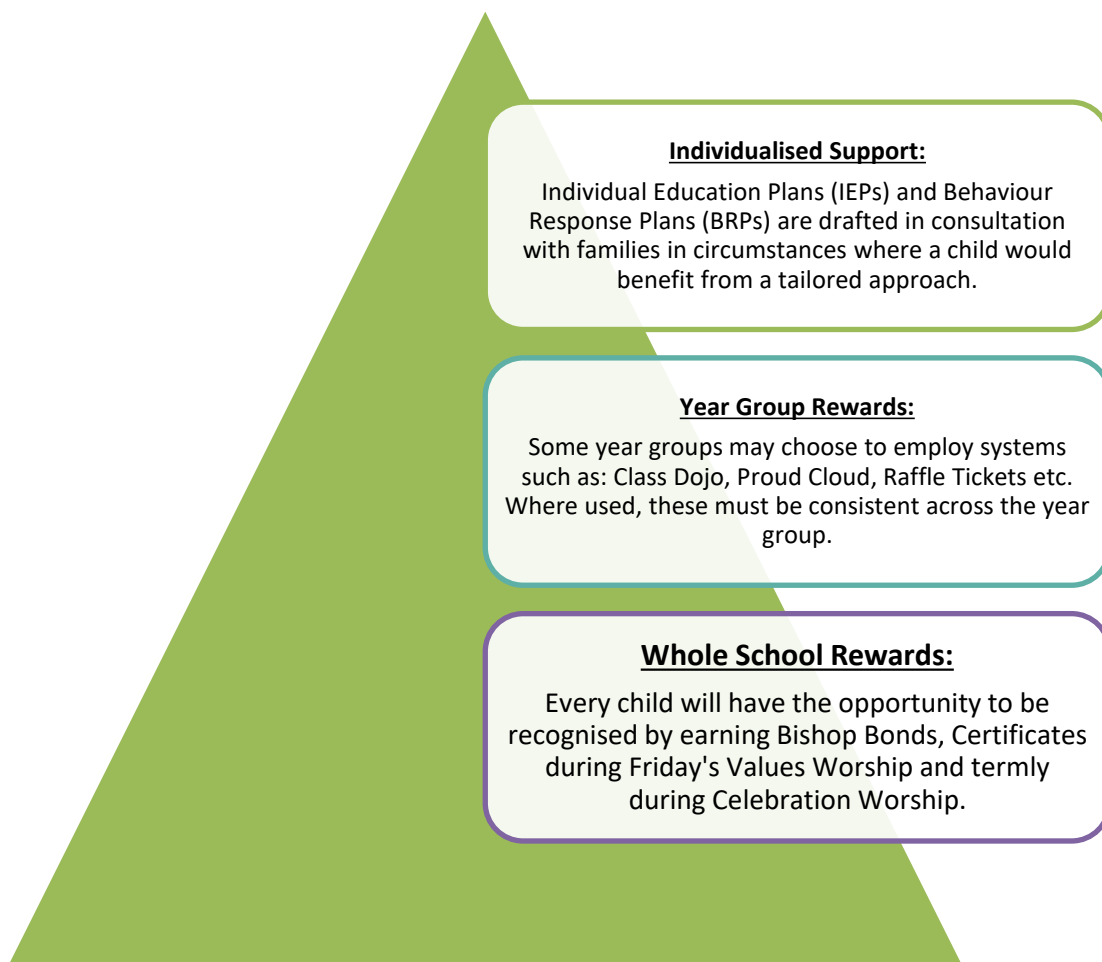 Individualised Support:
Individual Education Plans (IEPs) and Behaviour
Response Plans (BRPs) are drafted in consultation
with families in circumstances where a child would
benefit from a tailored approach.
Year Group Rewards:
Some year groups may choose to employ systems
such as: Class Dojo, Proud Cloud, Raffle Tickets etc.
Where used, these must be consistent across the year
group.
Whole School Rewards:
Every child will have the opportunity to be
recognised by earning Bishop Bonds, Certificates
during Friday's Values Worship and termly
during Celebration Worship.